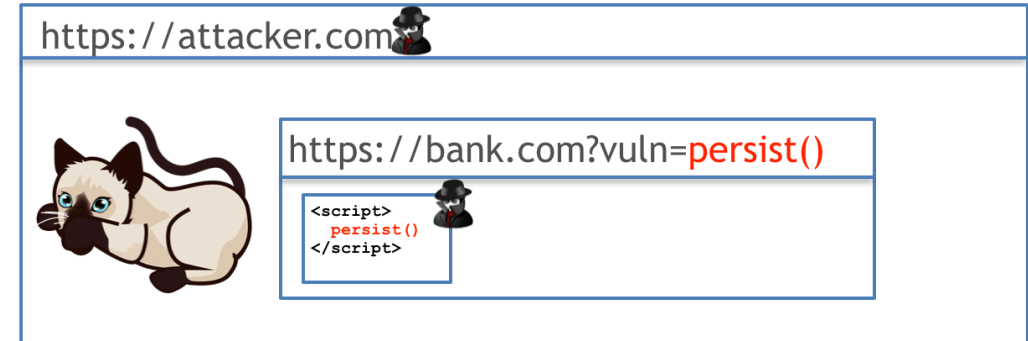 https://attacker.com
https://bank.com?vuln=persist()
<script>
persist()
</script>